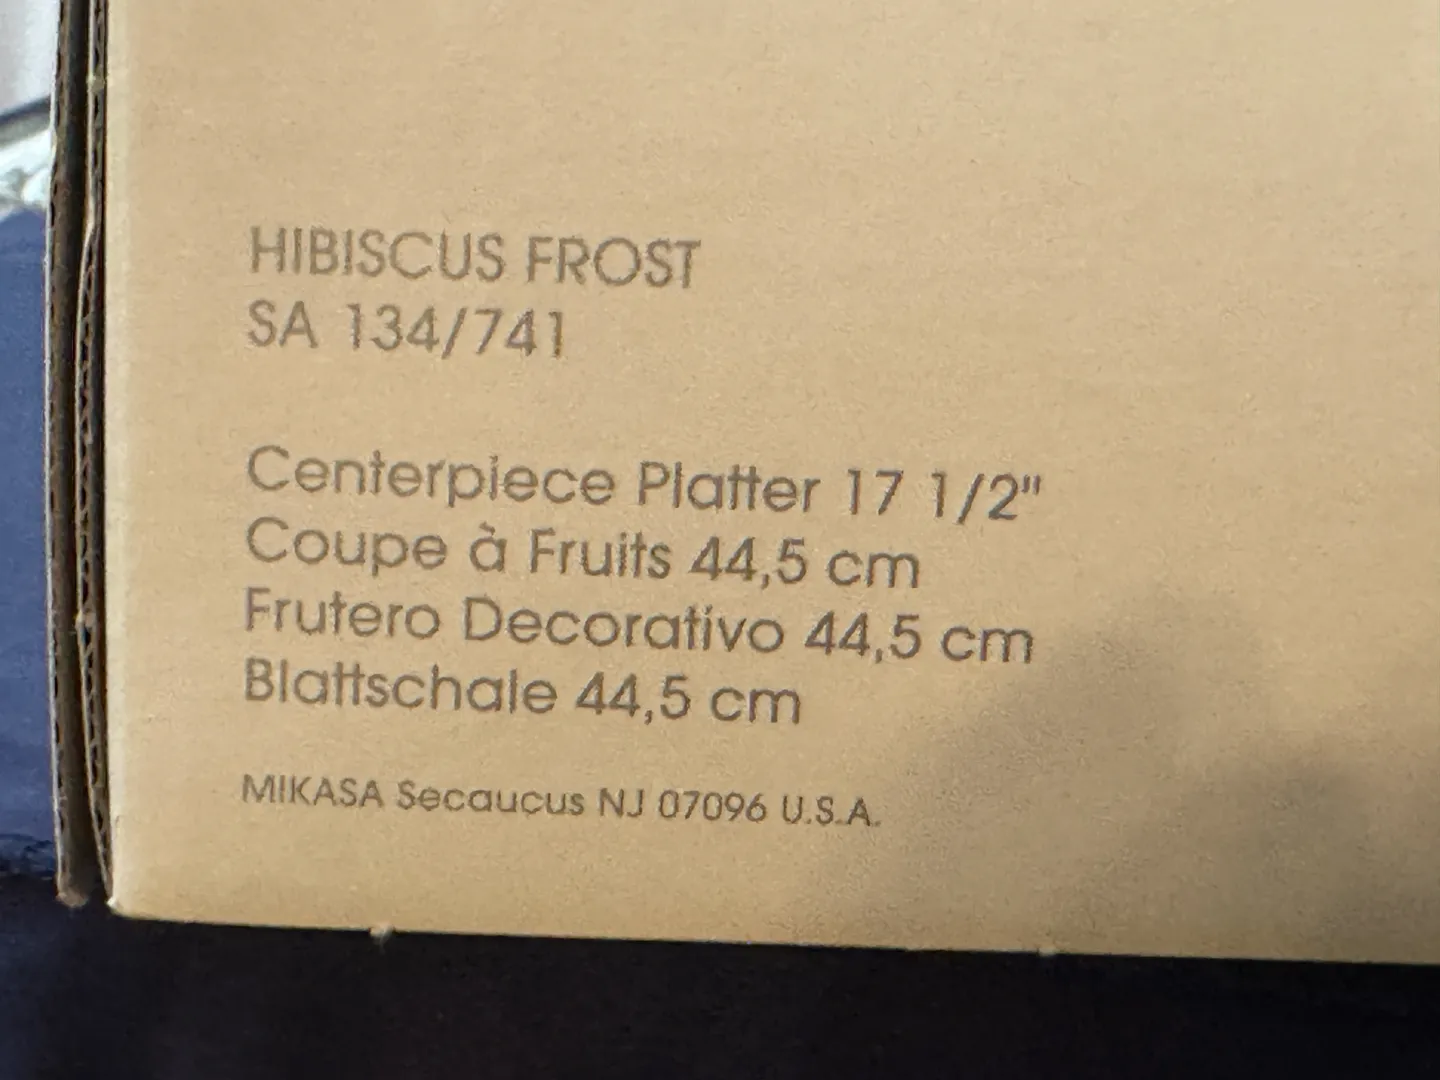 HIBISCUS FROST
SA 134/741
Centerpiece Platter 17 1/2"
Coupe à Fruits 44,5 cm
Frutero Decorativo 44,5 cm
Blattschale 44,5 cm
MIKASA Secaucus NJ 07096 U.S.A.